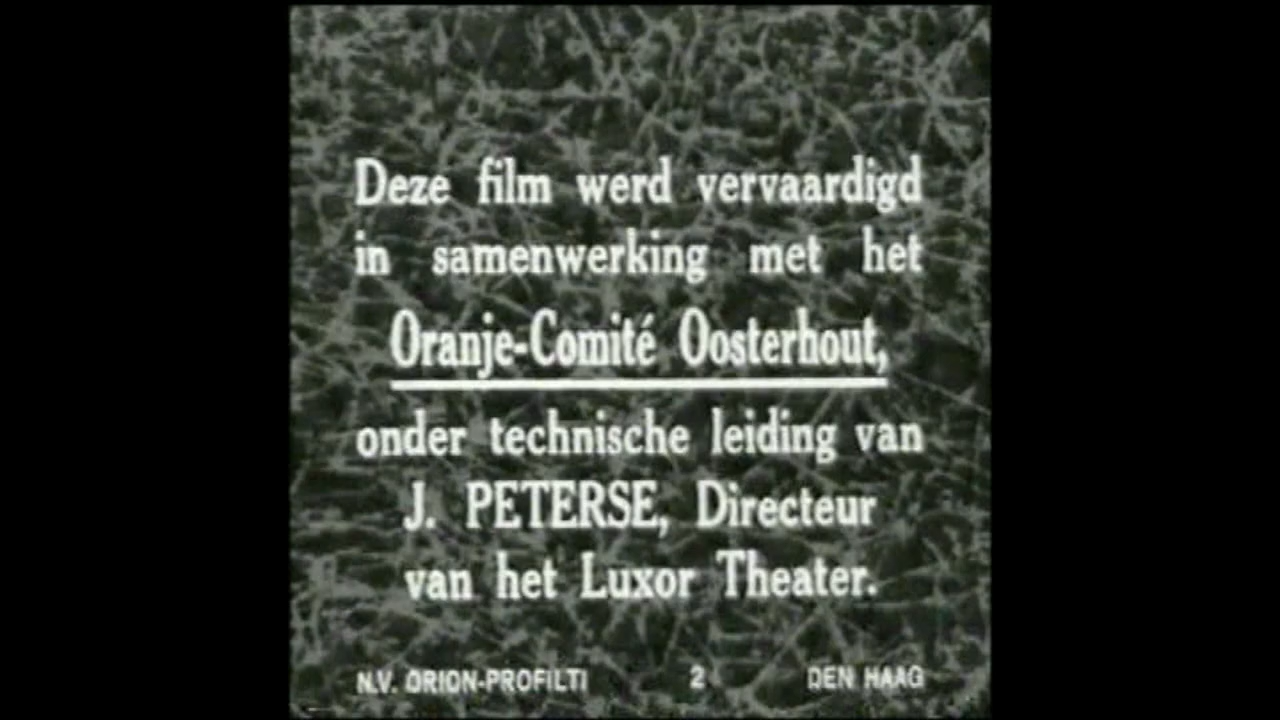 Deze film werd vervaardigd
in samenwerking met het
Oranje-Comité Oosterhout,
onder technische leiding van
J. PETERSE, Directeur
van het Luxor Theater.
N.V. ORION-PROFILTI 2 DEN HAAG